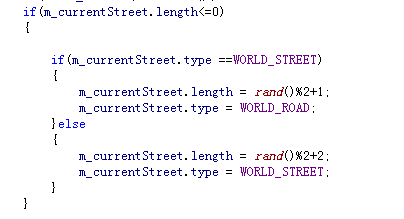 if(m_currentStreet.length<=0)
{
if(m_currentStreet.type ==WORLD_STREET)
{
m_currentStreet.length = rand()%2+1;
m_currentStreet.type = WORLD_ROAD;
}else
{
m_currentStreet.length = rand()%2+2;
m_currentStreet.type = WORLD_STREET;
}
}